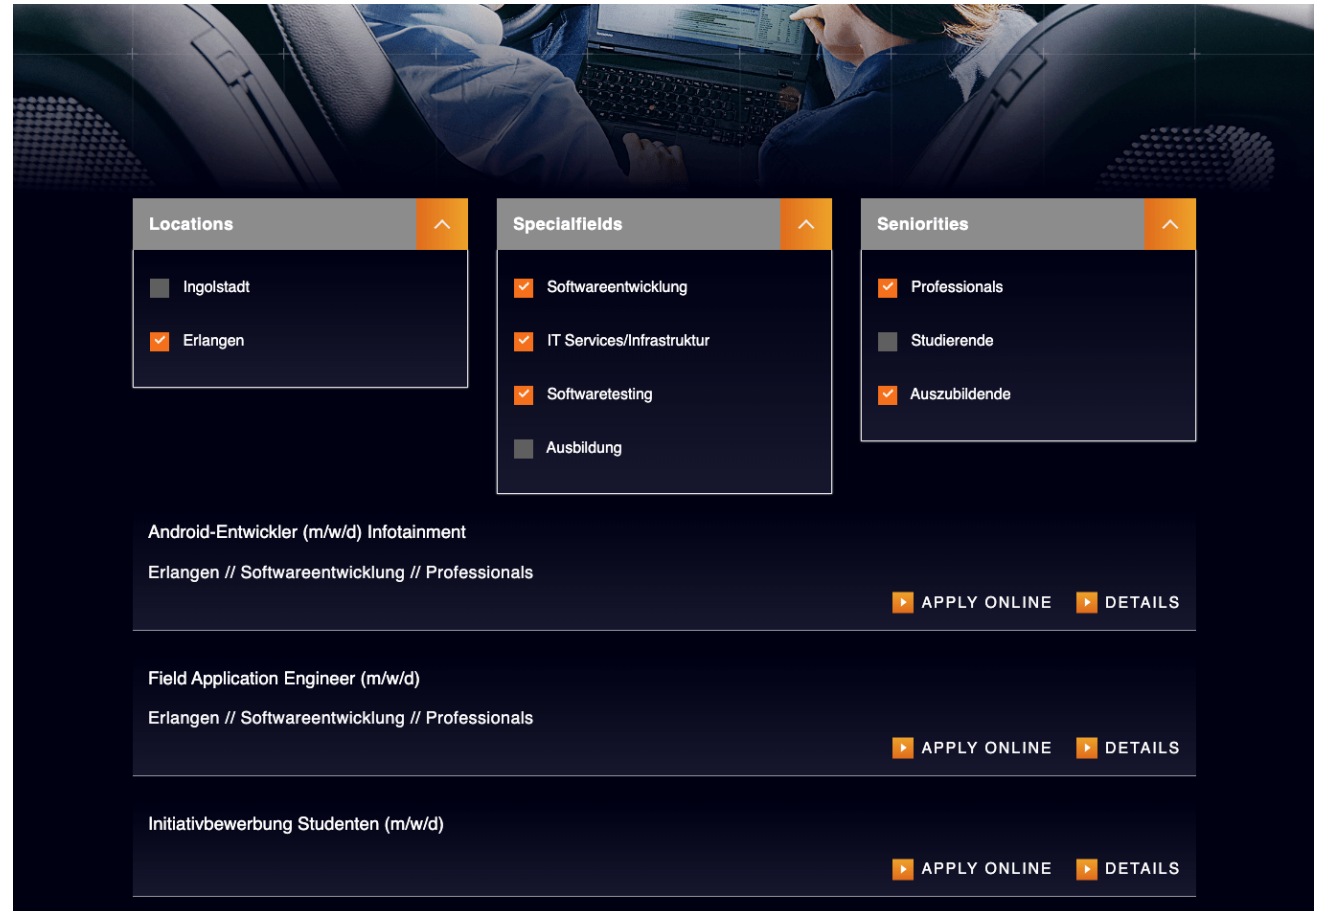 Locations
Ingolstadt
Erlangen
Specialfields
Softwareentwicklung
IT Services/Infrastruktur
Softwaretesting
Ausbildung
Seniorities
Professionals
Studierende
Auszubildende
Android-Entwickler (m/w/d) Infotainment
Erlangen // Softwareentwicklung // Professionals
APPLY ONLINE DETAILS
Field Application Engineer (m/w/d)
Erlangen // Softwareentwicklung // Professionals
APPLY ONLINE DETAILS
Initiativbewerbung Studenten (m/w/d)
APPLY ONLINE DETAILS